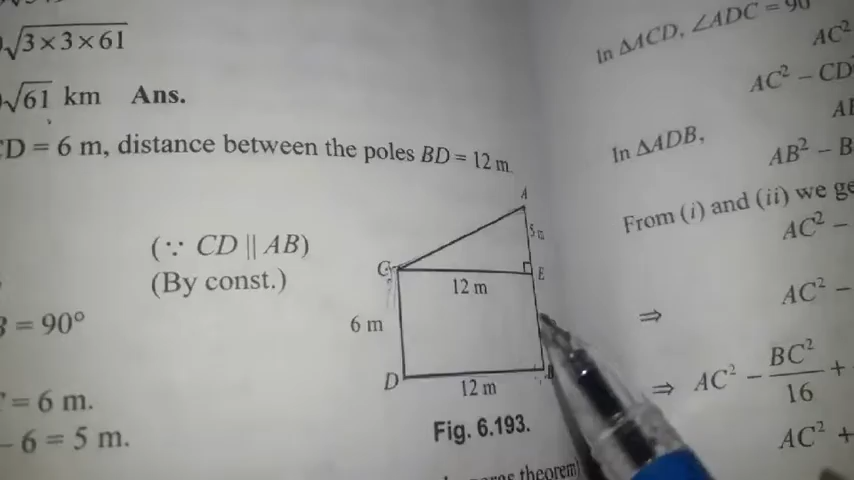 √3×3×61
√61 km Ans.
CD = 6 m, distance between the poles BD = 12 m.
(∵ CD || AB)
(By const.)
= 90°
= 6 m.
– 6 = 5 m.
A
5 m
C
E
12 m
6 m
D
12 m
Fig. 6.193.
theorem)
In ΔACD, ∠ADC = 90
AC²
AC² – CD
In ΔADB,
AB² – B
From (i) and (ii) we ge
AC² –
⇒ AC² –
⇒ AC² – BC²/16 +
AC² +